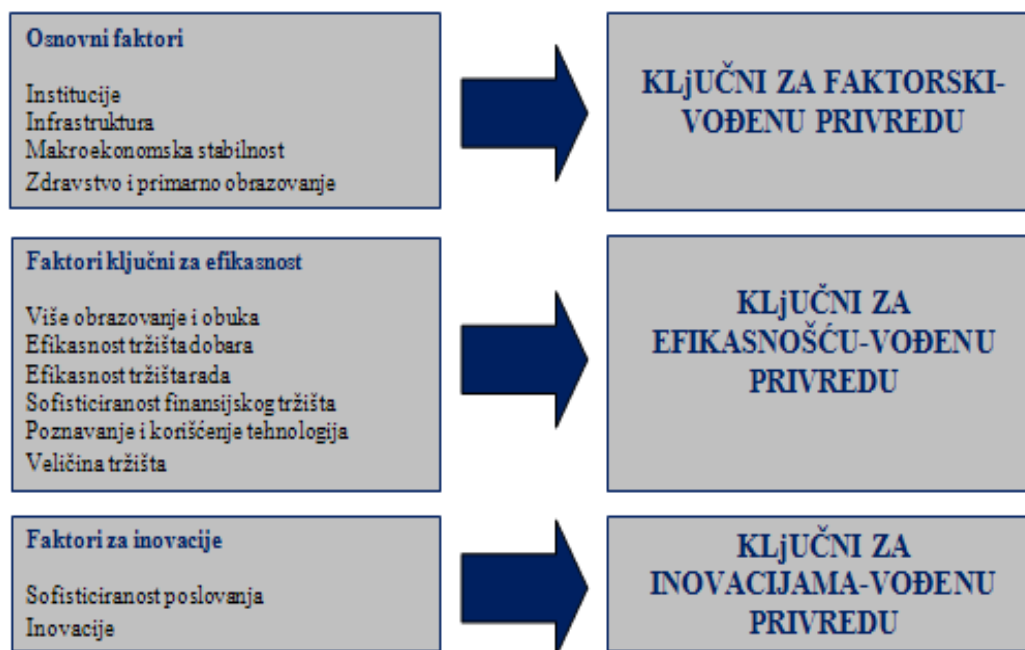 Osnovni faktori
Institucije
Infrastruktura
Makroekonomska stabilnost
Zdravstvo i primarno obrazovanje
KLjUČNI ZA FAKTORSKI-
VOĐENU PRIVREDU
Faktori ključni za efikasnost
Više obrazovanje i obuka
Efikasnost tržišta dobara
Efikasnost tržišta rada
Sofisticiranost finansijskog tržišta
Poznavanje i korišćenje tehnologija
Veličina tržišta
KLjUČNI ZA
EFIKASNOŠĆU-VOĐENU
PRIVREDU
Faktori za inovacije
Sofisticiranost poslovanja
Inovacije
KLjUČNI ZA
INOVACIJAMA-VOĐENU
PRIVREDU